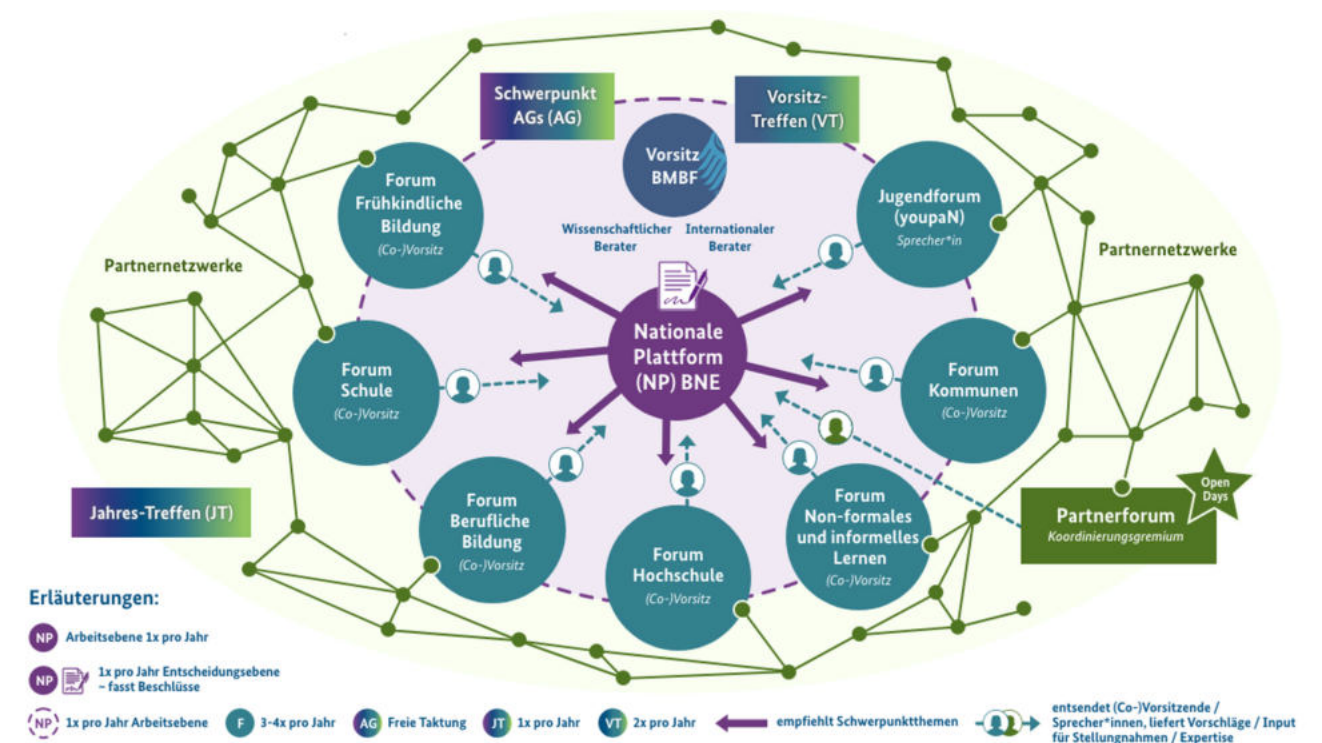 Schwerpunkt
AGs (AG)
Vorsitz-
Treffen (VT)
Vorsitz
BMBF
Wissenschaftlicher
Berater
Internationaler
Berater
Forum
Frühkindliche
Bildung
(Co-)Vorsitz
Jugendforum
(youpaN)
Sprecher*in
Partnernetzwerke
Partnernetzwerke
Nationale
Plattform
(NP) BNE
Forum
Schule
(Co-)Vorsitz
Forum
Kommunen
(Co-)Vorsitz
Jahres-Treffen (JT)
Forum
Berufliche
Bildung
(Co-)Vorsitz
Forum
Hochschule
(Co-)Vorsitz
Forum
Non-formales
und informelles
Lernen
(Co-)Vorsitz
Open
Days
Partnerforum
Koordinierungsgremium
Erläuterungen:
NP Arbeitsebene 1x pro Jahr
NP 1x pro Jahr Entscheidungsebene
– fasst Beschlüsse
NP 1x pro Jahr Arbeitsebene
F 3-4x pro Jahr
AG Freie Taktung
JT 1x pro Jahr
VT 2x pro Jahr
empfiehlt Schwerpunktthemen
entsendet (Co-)Vorsitzende /
Sprecher*innen, liefert Vorschläge / Input
für Stellungnahmen / Expertise